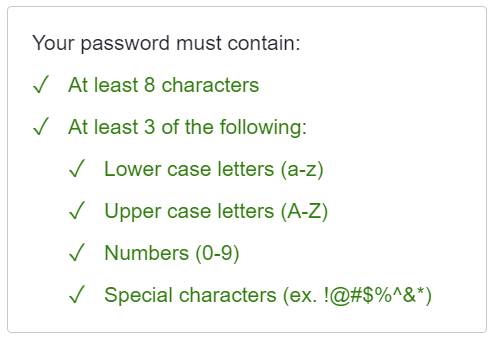 Your password must contain:
✓ At least 8 characters
✓ At least 3 of the following:
✓ Lower case letters (a-z)
✓ Upper case letters (A-Z)
✓ Numbers (0-9)
✓ Special characters (ex. !@#$%^&*)